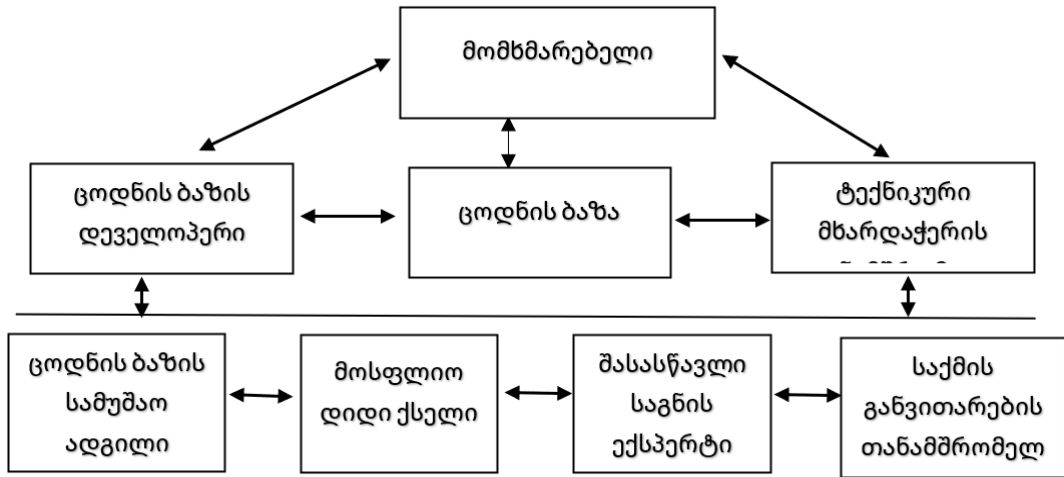 მომხმარებელი
ცოდნის ბაზის
დეველოპერი
ცოდნის ბაზა
ტექნიკური
მხარდაჭერის
ცოდნის ბაზის
სამუშაო
ადგილი
მოსფლიო
დიდი ქსელი
შასასწავლი
საგნის
ექსპერტი
საქმის
განვითარების
თანამშრომელ